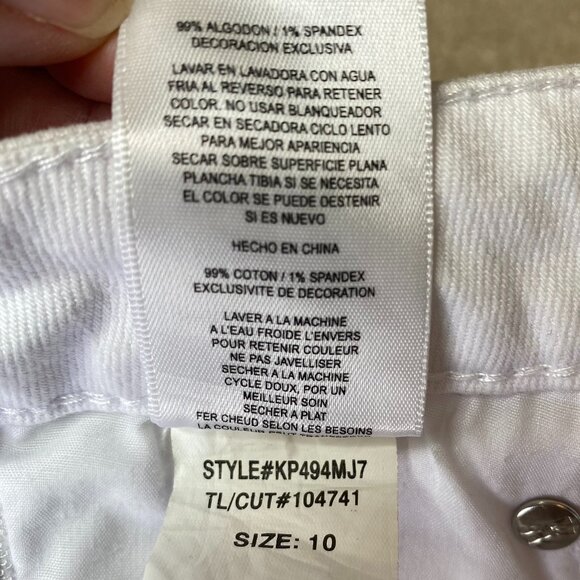 99% ALGODON / 1% SPANDEX
DECORACION EXCLUSIVA
LAVAR EN LAVADORA CON AGUA
FRIA AL REVERSO PARA RETENER
COLOR. NO USAR BLANQUEADOR
SECAR EN SECADORA CICLO LENTO
PARA MEJOR APARIENCIA
SECAR SOBRE SUPERFICIE PLANA
PLANCHA TIBIA SI SE NECESITA
EL COLOR SE PUEDE DESTENIR
SI ES NUEVO
HECHO EN CHINA
99% COTON / 1% SPANDEX
EXCLUSIVITE DE DECORATION
LAVER A LA MACHINE
A L'EAU FROIDE L'ENVERS
POUR RETENIR COULEUR
NE PAS JAVELLISER
SECHER A LA MACHINE
CYCLE DOUX, POR UN
MEILLEUR SOIN
SECHER A PLAT
FER CHEUD SELON LES BESOINS
LA COULEUR PEUT
STYLE#KP494MJ7
TL/CUT#104741
SIZE: 10